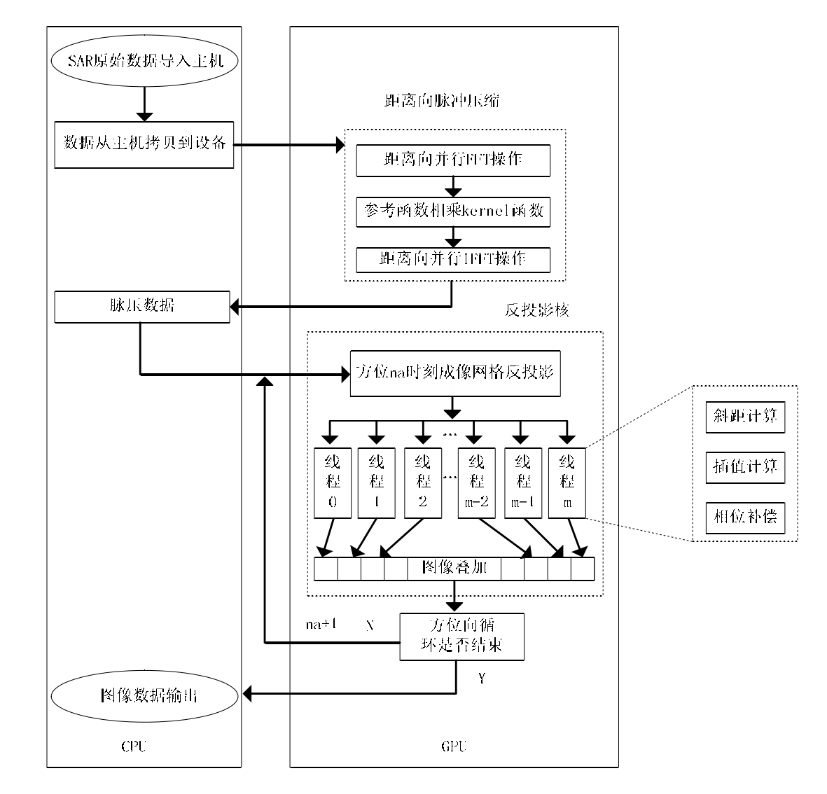 SAR原始数据导入主机
数据从主机拷贝到设备
距离向脉冲压缩
距离向并行FFT操作
参考函数相乘kernel函数
距离向并行IFFT操作
脉压数据
反投影核
方位na时刻成像网格反投影
...
线程0
线程1
线程2
...
线程m-2
线程m-1
线程m
斜距计算
插值计算
相位补偿
图像叠加
na+1
N
方位向循
环是否结束
Y
图像数据输出
CPU
GPU